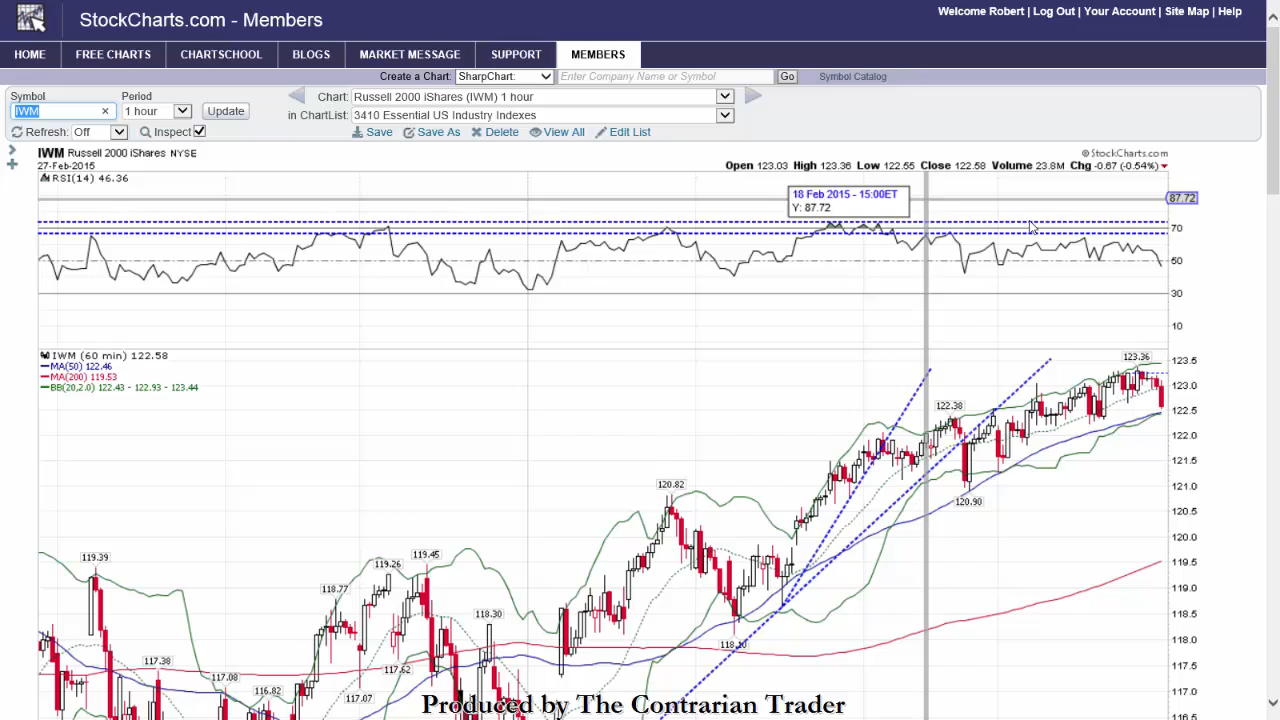 StockCharts.com - Members
Welcome Robert | Log Out | Your Account | Site Map | Help
HOME FREE CHARTS CHARTSCHOOL BLOGS MARKET MESSAGE SUPPORT MEMBERS
Create a Chart: SharpChart: Enter Company Name or Symbol Go Symbol Catalog
Symbol Period Chart: Russell 2000 iShares (IWM) 1 hour
IWM × 1 hour Update in ChartList: 3410 Essential US Industry Indexes
Refresh: Off Inspect Save Save As Delete View All Edit List
IWM Russell 2000 iShares NYSE © StockCharts.com
27-Feb-2015 Open 123.03 High 123.36 Low 122.55 Close 122.58 Volume 23.8M Chg -0.67 (-0.54%)
RSI(14) 46.36
18 Feb 2015 - 15:00ET
Y: 87.72
87.72
70
50
30
10
IWM (60 min) 122.58
MA(50) 122.46
MA(200) 119.53
BB(20,2.0) 122.43 - 122.93 - 123.44
123.36
123.5
123.0
122.5
122.38
122.0
121.5
121.0
120.90
120.82
120.5
120.0
119.5
119.45
119.39
119.26
119.0
118.77
118.5
118.30
118.10
118.0
117.62
117.5
117.38
117.08
117.07
117.0
116.82
116.5
Produced by The Contrarian Trader